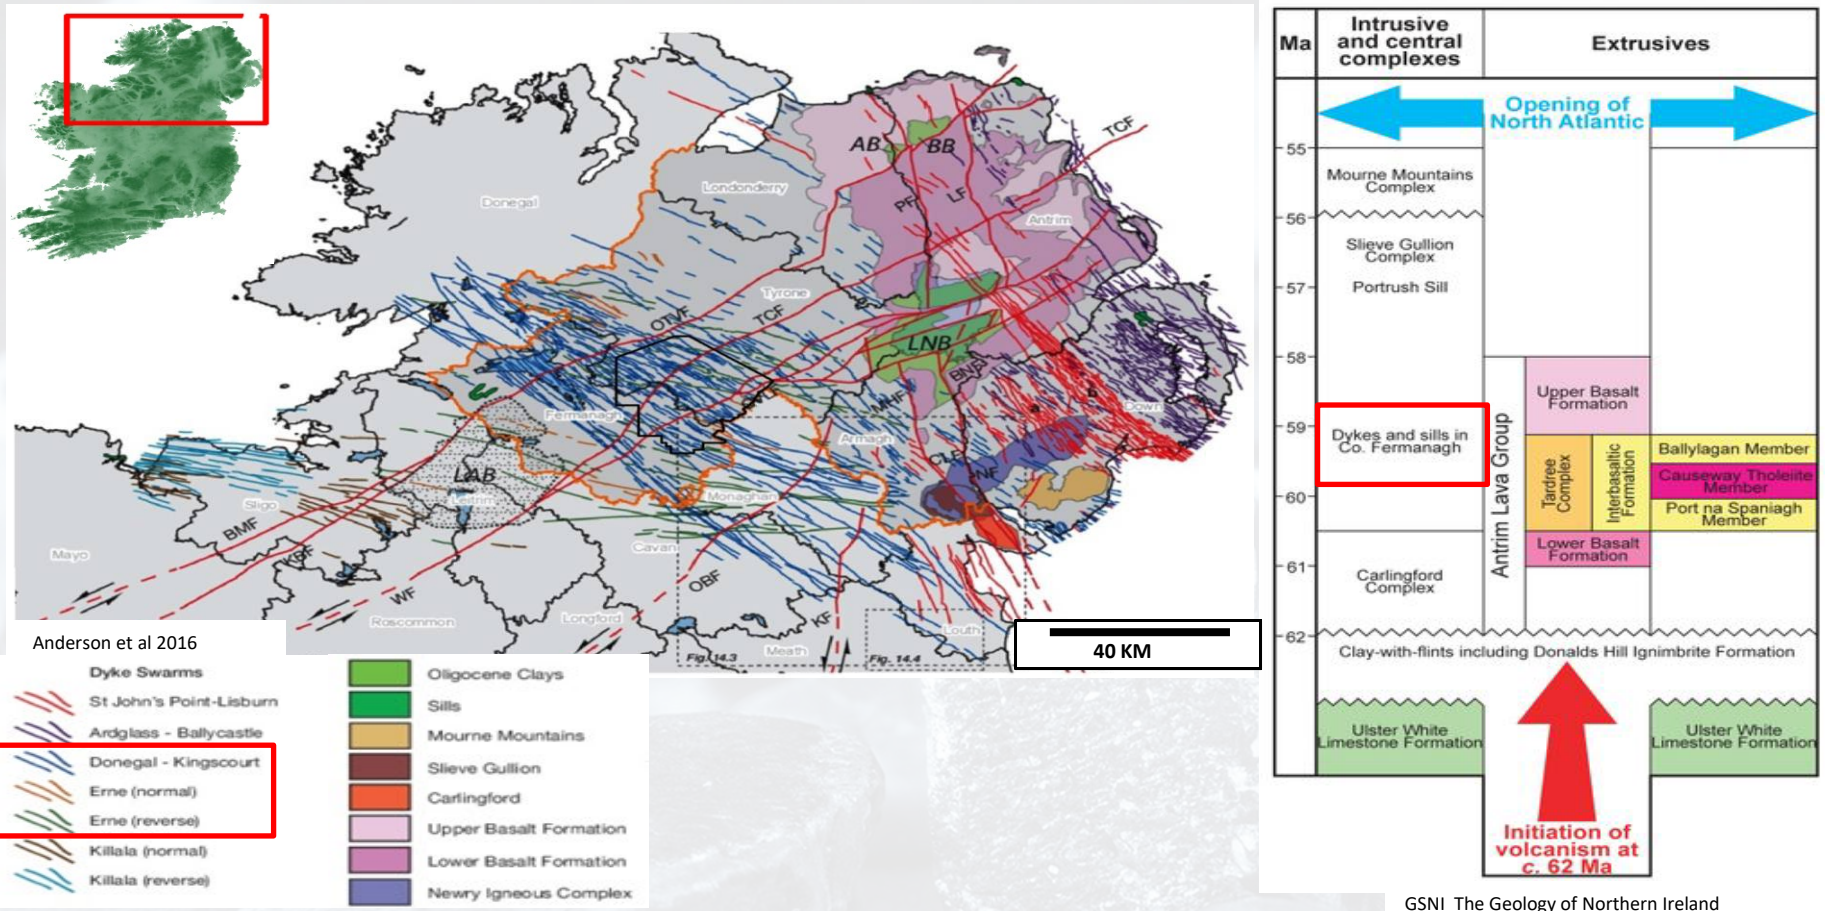 AB
BB
TCF
Londonderry
Donegal
PF
LF
Antrim
Tyrone
OTVF
TCF
LNB
Fermanagh
Armagh
Down
NF
LAB
Leitrim
Monaghan
Sligo
BMF
Mayo
Cavan
OBF
WF
KF
Roscommon
Longford
Louth
Meath
Fig. 14.3
Fig. 14.4
40 KM
Anderson et al 2016
Dyke Swarms
St John's Point-Lisburn
Ardglass - Ballycastle
Donegal - Kingscourt
Erne (normal)
Erne (reverse)
Killala (normal)
Killala (reverse)
Oligocene Clays
Sills
Mourne Mountains
Slieve Gullion
Carlingford
Upper Basalt Formation
Lower Basalt Formation
Newry Igneous Complex
Ma
Intrusive
and central
complexes
Extrusives
Opening of
North Atlantic
55
Mourne Mountains
Complex
56
Slieve Gullion
Complex
57
Portrush Sill
58
Upper Basalt
Formation
59
Dykes and sills in
Co. Fermanagh
Antrim Lava Group
Tardree
Complex
Interbasaltic
Formation
Ballylagan Member
Causeway Tholeiite
Member
60
Port na Spaniagh
Member
Lower Basalt
Formation
61
Carlingford
Complex
62
Clay-with-flints including Donalds Hill Ignimbrite Formation
Ulster White
Limestone Formation
Ulster White
Limestone Formation
Initiation of
volcanism at
c. 62 Ma
GSNI The Geology of Northern Ireland